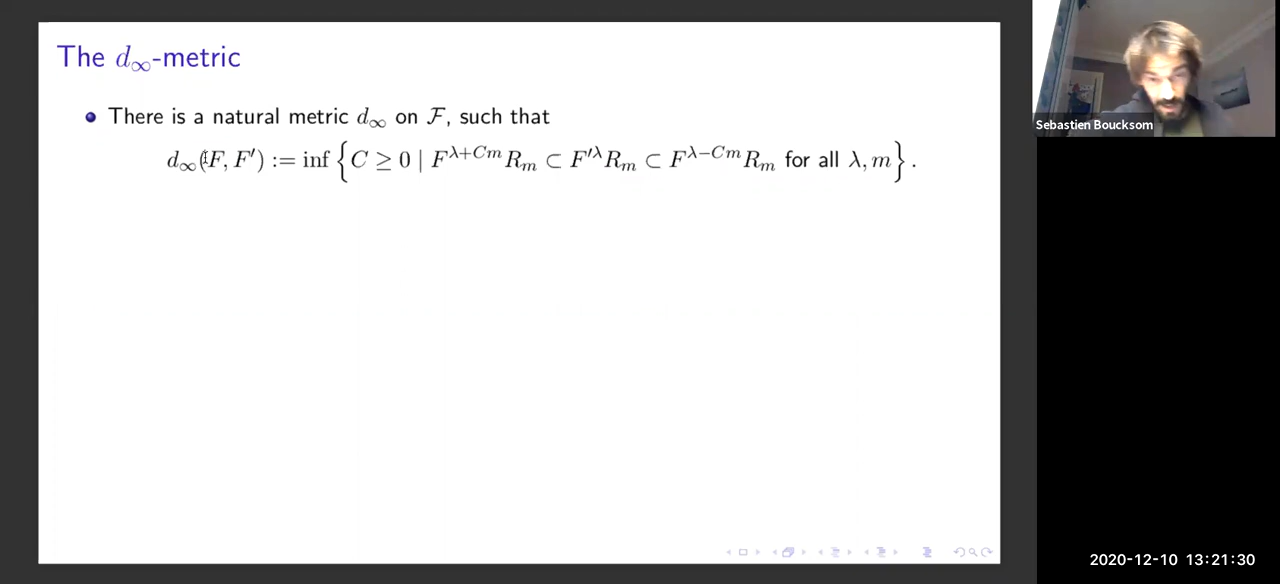 The d∞-metric
There is a natural metric d∞ on ℱ, such that
d∞(F, F′) := inf { C ≥ 0 | F^{λ+Cm} R_m ⊂ F′^λ R_m ⊂ F^{λ−Cm} R_m for all λ, m } .
Sebastien Boucksom
2020-12-10 13:21:30